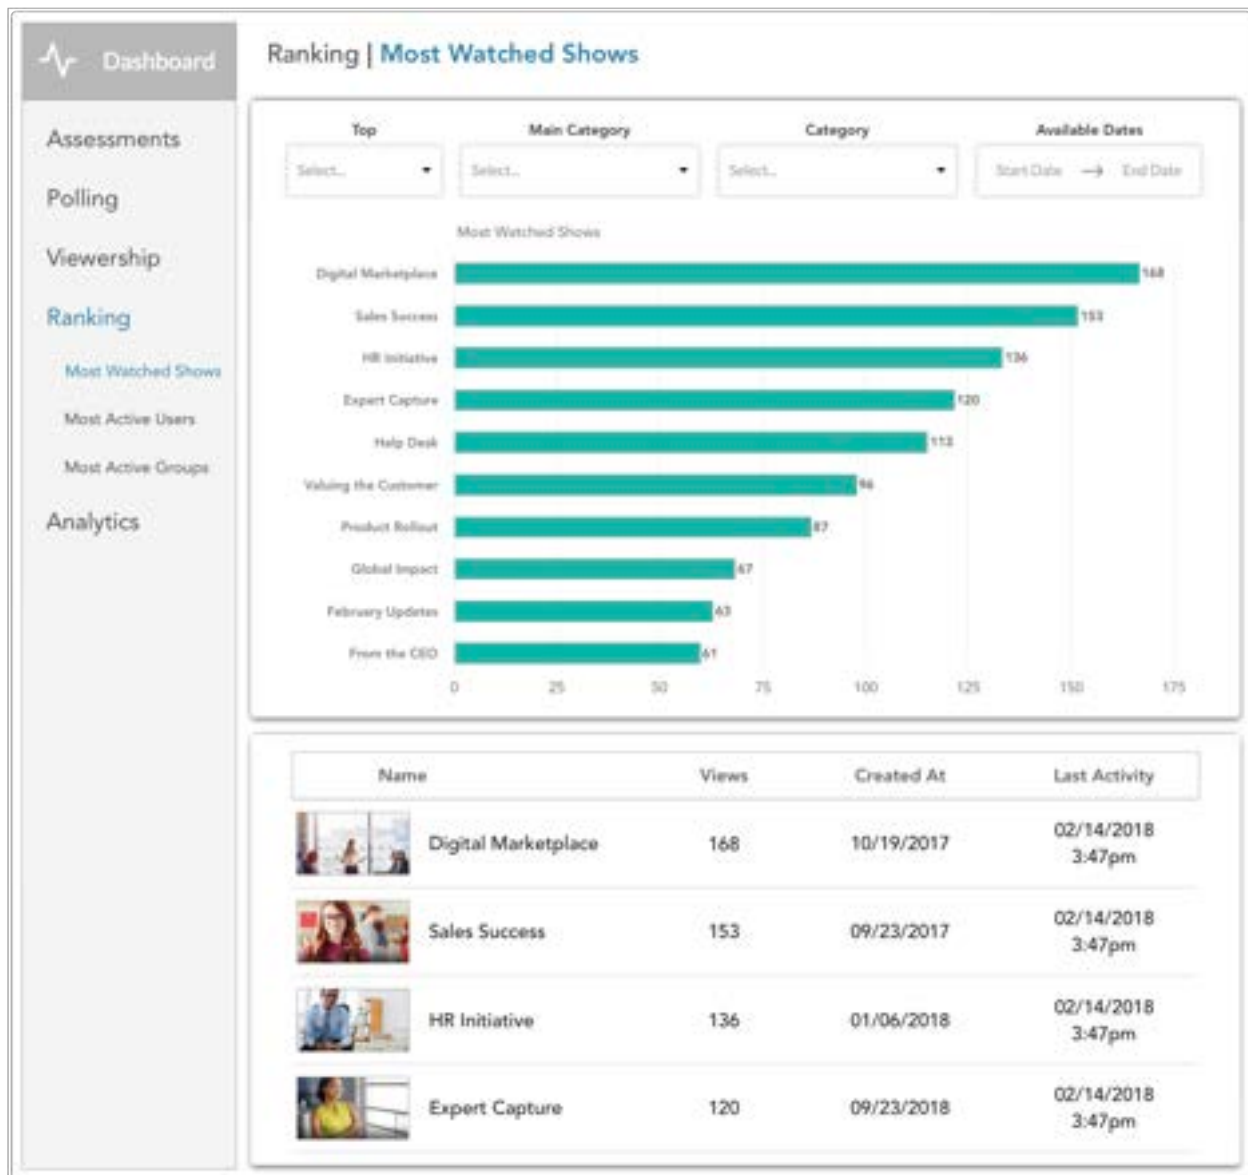 Dashboard
Ranking | Most Watched Shows
Assessments
Polling
Viewership
Ranking
Most Watched Shows
Most Active Users
Most Active Groups
Analytics
Top Main Category Category Available Dates
Select... Select... Select... Start Date → End Date
Most Watched Shows
Digital Marketplace 168
Sales Success 153
HR Initiative 136
Expert Capture 120
Help Desk 113
Valuing the Customer 96
Product Rollout 87
Global Impact 67
February Updates 63
From the CEO 61
0 25 50 75 100 125 150 175
Name Views Created At Last Activity
Digital Marketplace 168 10/19/2017 02/14/2018
3:47pm
Sales Success 153 09/23/2017 02/14/2018
3:47pm
HR Initiative 136 01/06/2018 02/14/2018
3:47pm
Expert Capture 120 09/23/2018 02/14/2018
3:47pm